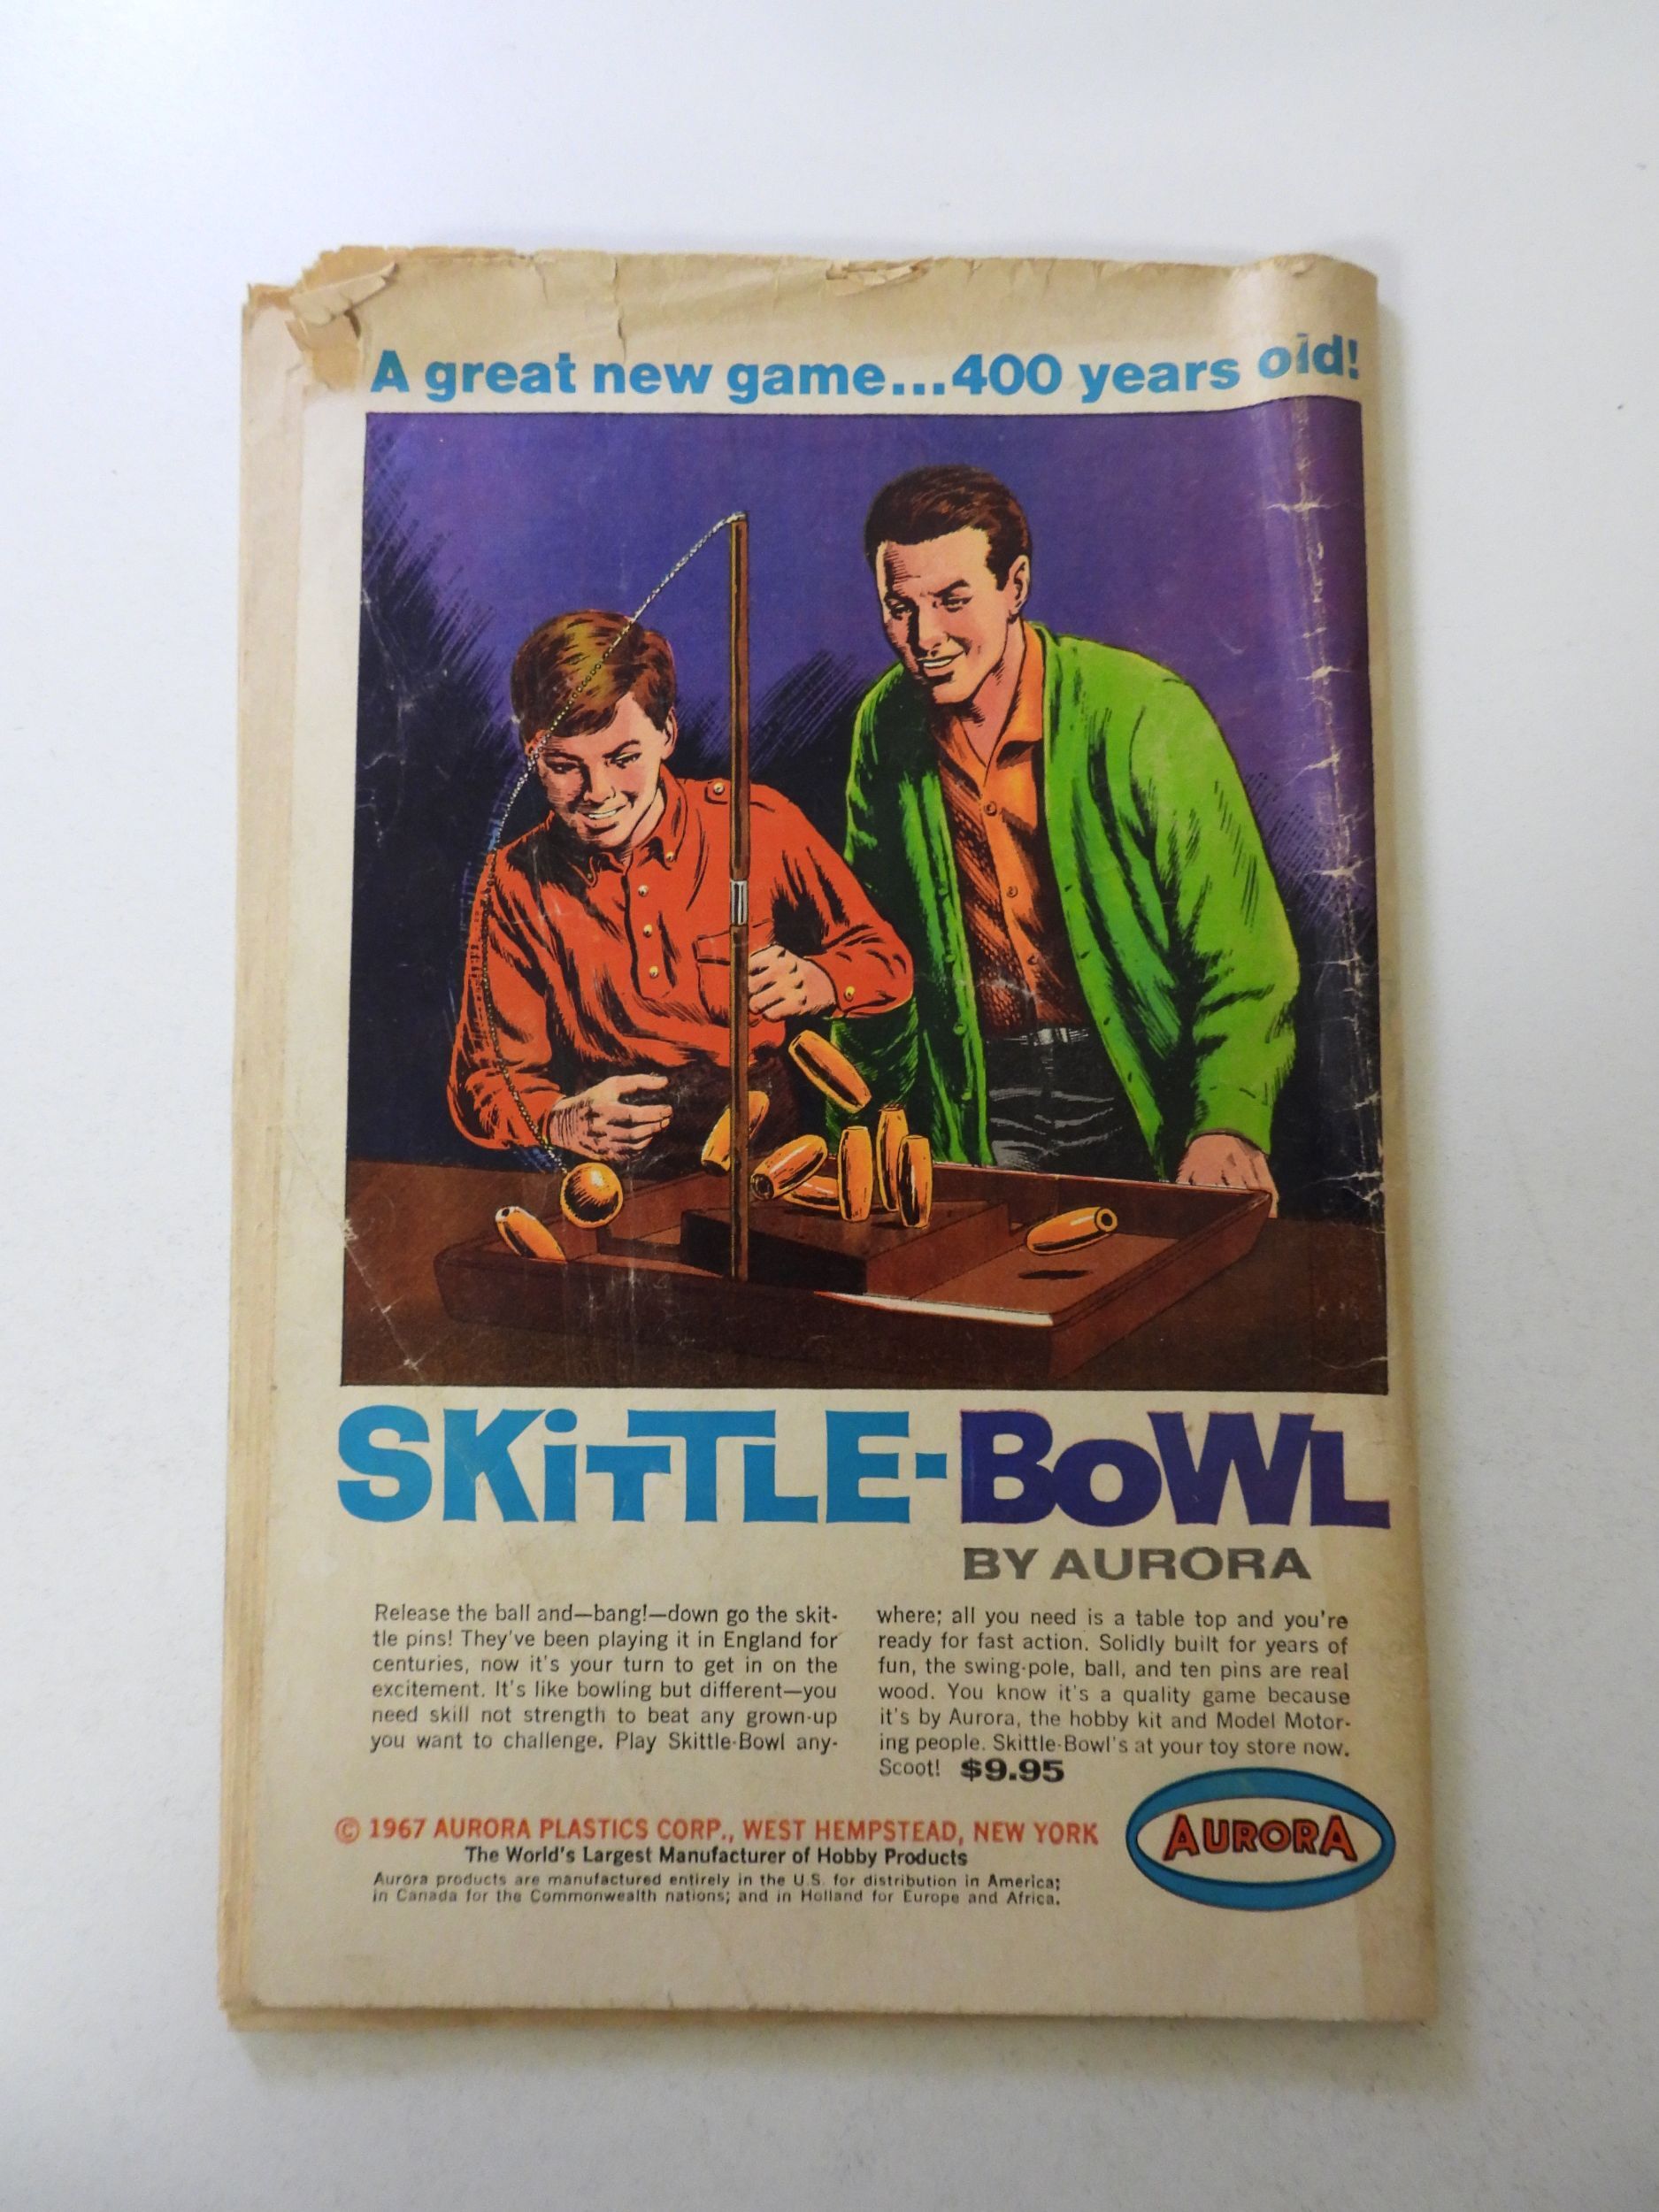 A great new game...400 years old!
SKiTTLE-BoWL
BY AURORA
Release the ball and—bang!—down go the skit-
tle pins! They've been playing it in England for
centuries, now it's your turn to get in on the
excitement. It's like bowling but different—you
need skill not strength to beat any grown-up
you want to challenge. Play Skittle-Bowl any-
where; all you need is a table top and you're
ready for fast action. Solidly built for years of
fun, the swing-pole, ball, and ten pins are real
wood. You know it's a quality game because
it's by Aurora, the hobby kit and Model Motor-
ing people. Skittle-Bowl's at your toy store now.
Scoot! $9.95
© 1967 AURORA PLASTICS CORP., WEST HEMPSTEAD, NEW YORK
The World's Largest Manufacturer of Hobby Products
Aurora products are manufactured entirely in the U.S. for distribution in America;
in Canada for the Commonwealth nations; and in Holland for Europe and Africa.
AURORA